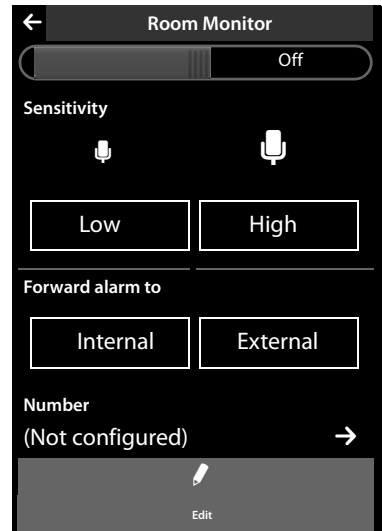 Room Monitor
Off
Sensitivity
Low High
Forward alarm to
Internal External
Number
(Not configured)
Edit